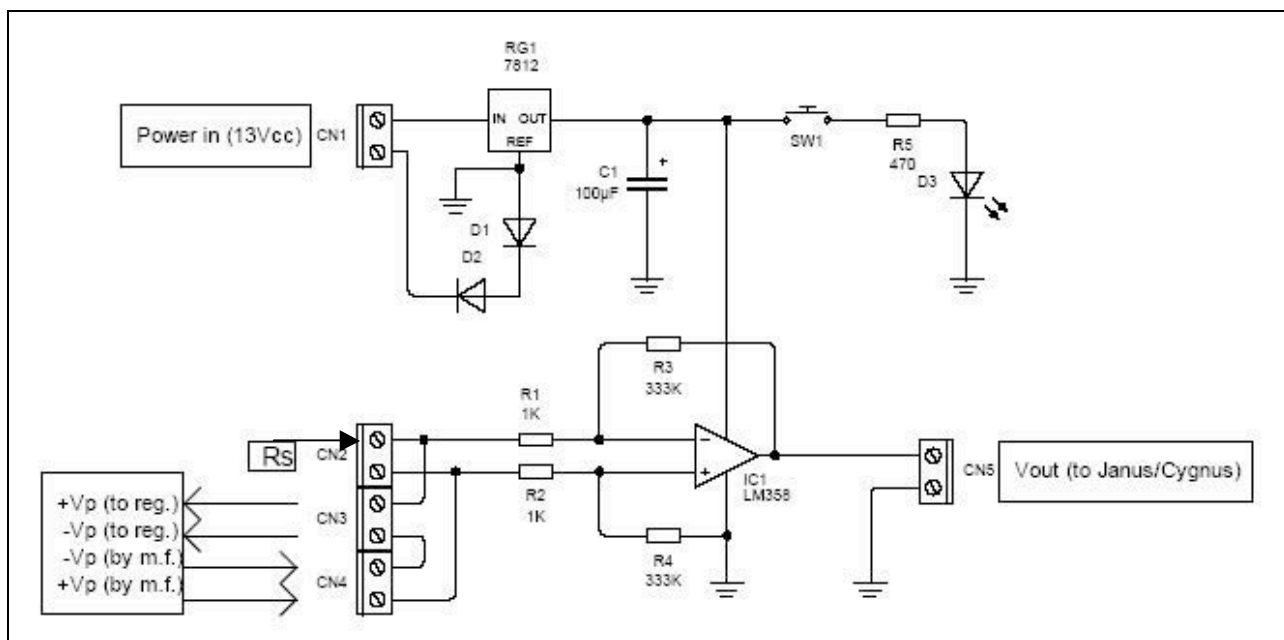 RG1
7812
Power in (13Vcc)
CN1
IN OUT
REF
SW1
R5
470
D3
C1
+
100µF
D1
D2
R3
333K
R1
1K
Rs
CN2
−
+
IC1
LM358
R2
1K
CN5
Vout (to Janus/Cygnus)
+Vp (to reg.)
-Vp (to reg.)
-Vp (by m.f.)
+Vp (by m.f.)
CN3
CN4
R4
333K